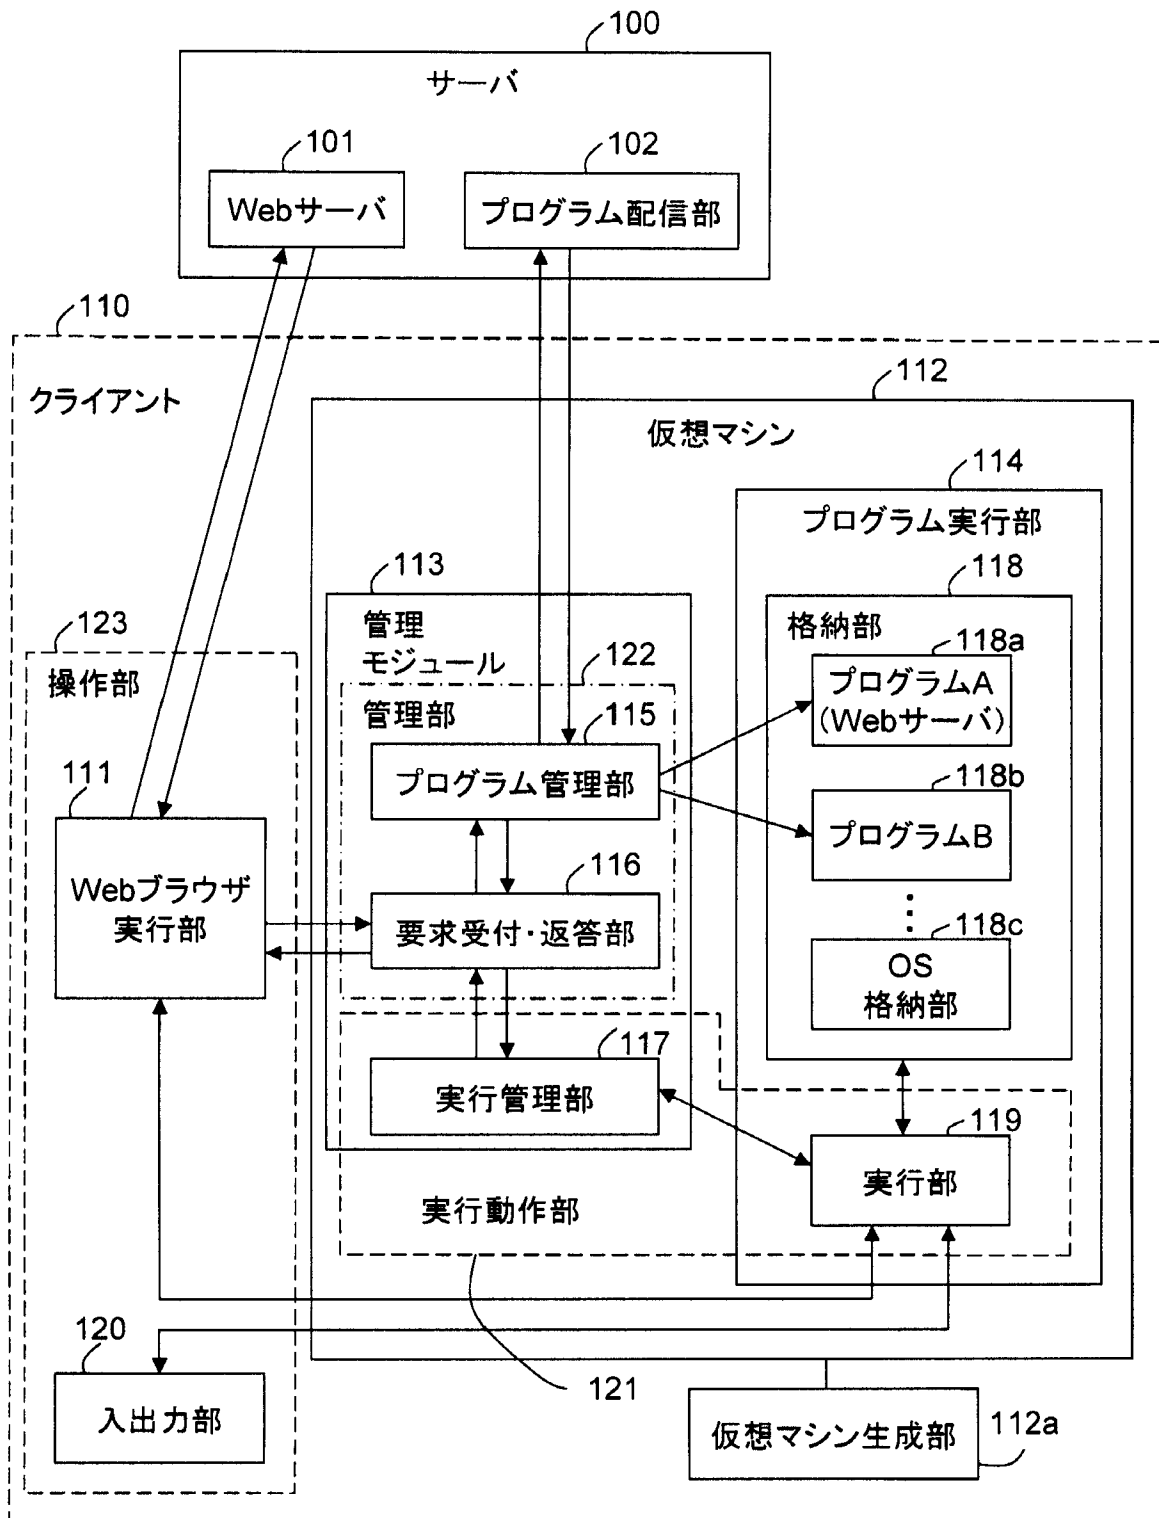 100
サーバ
101
102
Webサーバ
プログラム配信部
110
クライアント
112
仮想マシン
114
プログラム実行部
113
118
管理
モジュール
格納部
123
122
118a
操作部
管理部
115
プログラムA
(Webサーバ)
プログラム管理部
111
118b
プログラムB
Webブラウザ
実行部
116
要求受付・返答部
118c
OS
格納部
117
実行管理部
119
実行部
実行動作部
120
入出力部
121
仮想マシン生成部
112a